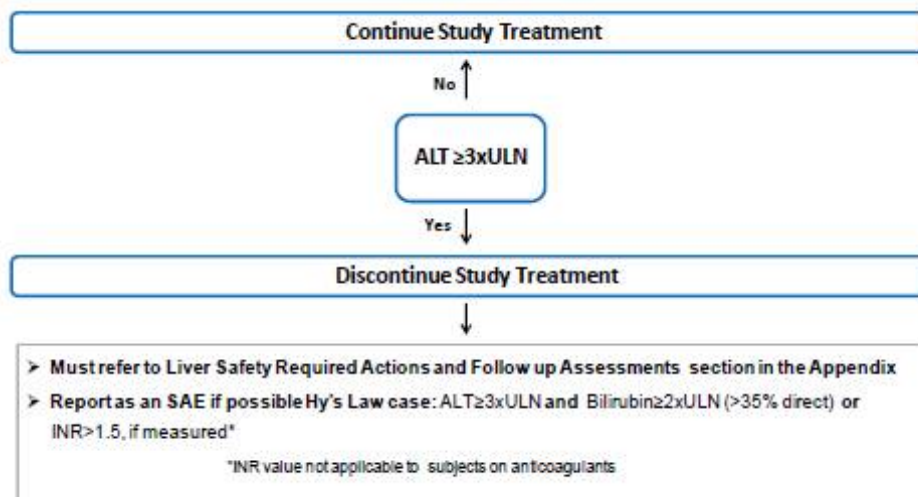 Continue Study Treatment
No
ALT ≥3xULN
Yes
Discontinue Study Treatment
➢ Must refer to Liver Safety Required Actions and Follow up Assessments section in the Appendix
➢ Report as an SAE if possible Hy's Law case: ALT≥3xULN and Bilirubin≥2xULN (>35% direct) or
INR>1.5, if measured*
*INR value not applicable to subjects on anticoagulants